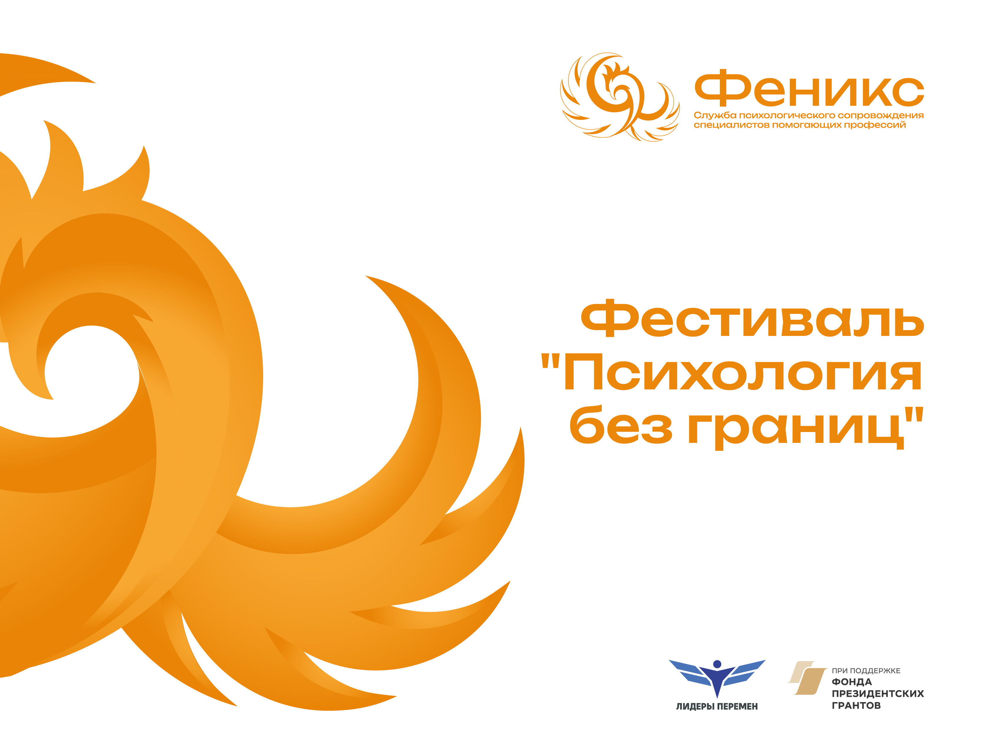 Феникс
Служба психологического сопровождения
специалистов помогающих профессий
Фестиваль
"Психология
без границ"
ЛИДЕРЫ ПЕРЕМЕН
ПРИ ПОДДЕРЖКЕ
ФОНДА
ПРЕЗИДЕНТСКИХ
ГРАНТОВ